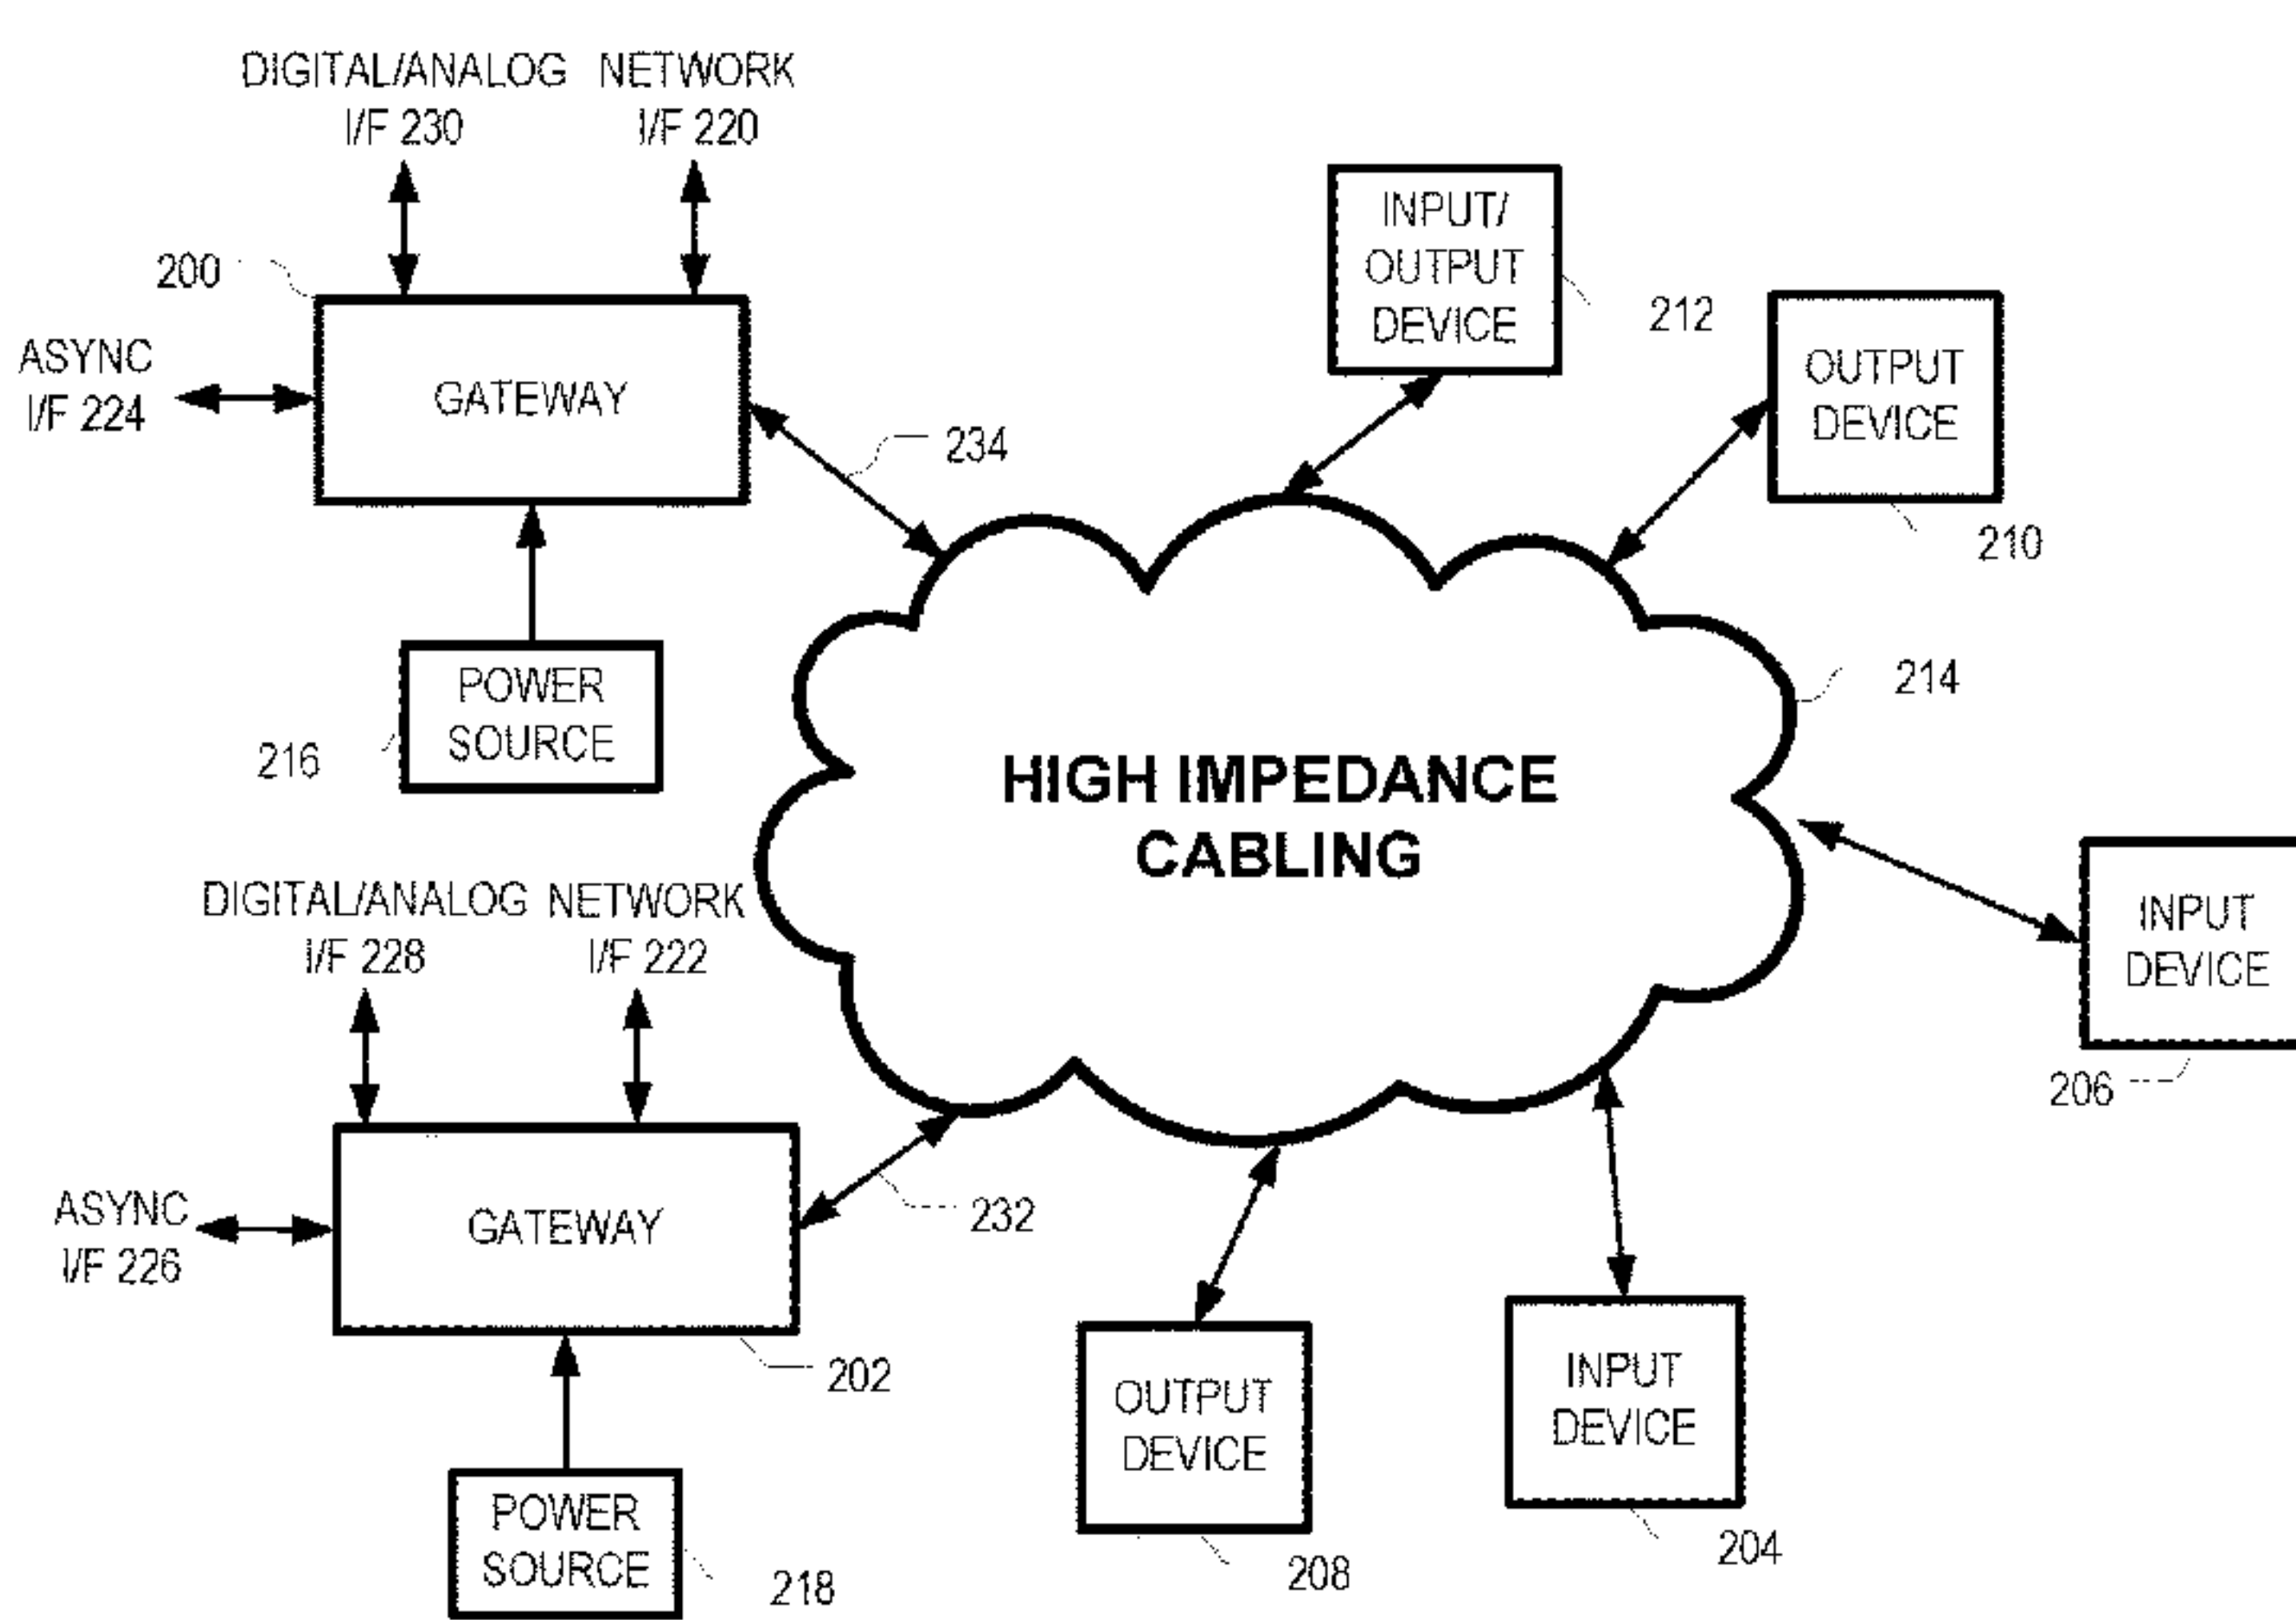 DIGITAL/ANALOG
I/F 230
NETWORK
I/F 220
200
ASYNC
I/F 224
GATEWAY
234
INPUT/
OUTPUT
DEVICE
212
OUTPUT
DEVICE
210
POWER
SOURCE
216
214
HIGH IMPEDANCE
CABLING
DIGITAL/ANALOG
I/F 228
NETWORK
I/F 222
INPUT
DEVICE
206
ASYNC
I/F 226
GATEWAY
232
202
OUTPUT
DEVICE
208
INPUT
DEVICE
204
POWER
SOURCE
218